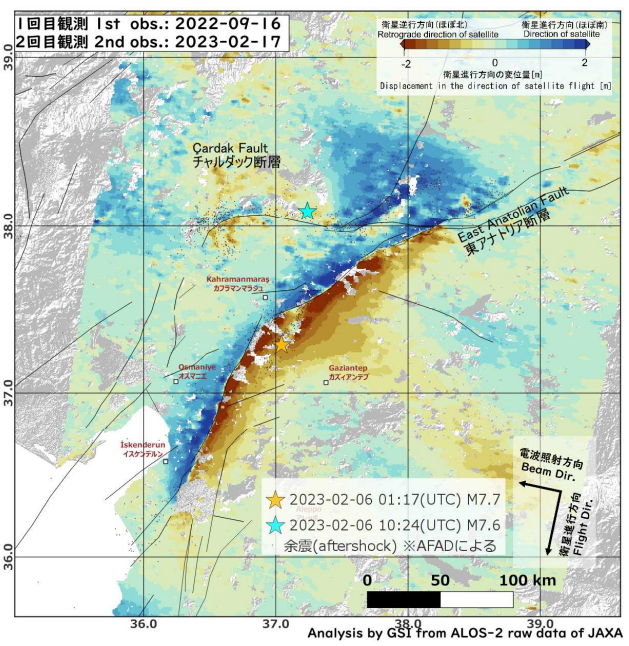 1回目観測 1st obs.: 2022-09-16
2回目観測 2nd obs.: 2023-02-17
衛星逆行方向(ほぼ北)
Retrograde direction of satellite
衛星進行方向(ほぼ南)
Direction of satellite
-2 0 2
衛星進行方向の変位量[m]
Displacement in the direction of satellite flight [m]
39.0
Çardak Fault
チャルダック断層
East Anatolian Fault
東アナトリア断層
38.0
Kahramanmaraş
カフラマンマラシュ
Osmaniye
オスマニエ
Gaziantep
ガズィアンテプ
37.0
İskenderun
イスケンデルン
電波照射方向
Beam Dir.
衛星進行方向
Flight Dir.
Aleppo
2023-02-06 01:17(UTC) M7.7
2023-02-06 10:24(UTC) M7.6
余震(aftershock) ※AFADによる
36.0
0 50 100 km
36.0 37.0 38.0 39.0
Analysis by GSI from ALOS-2 raw data of JAXA